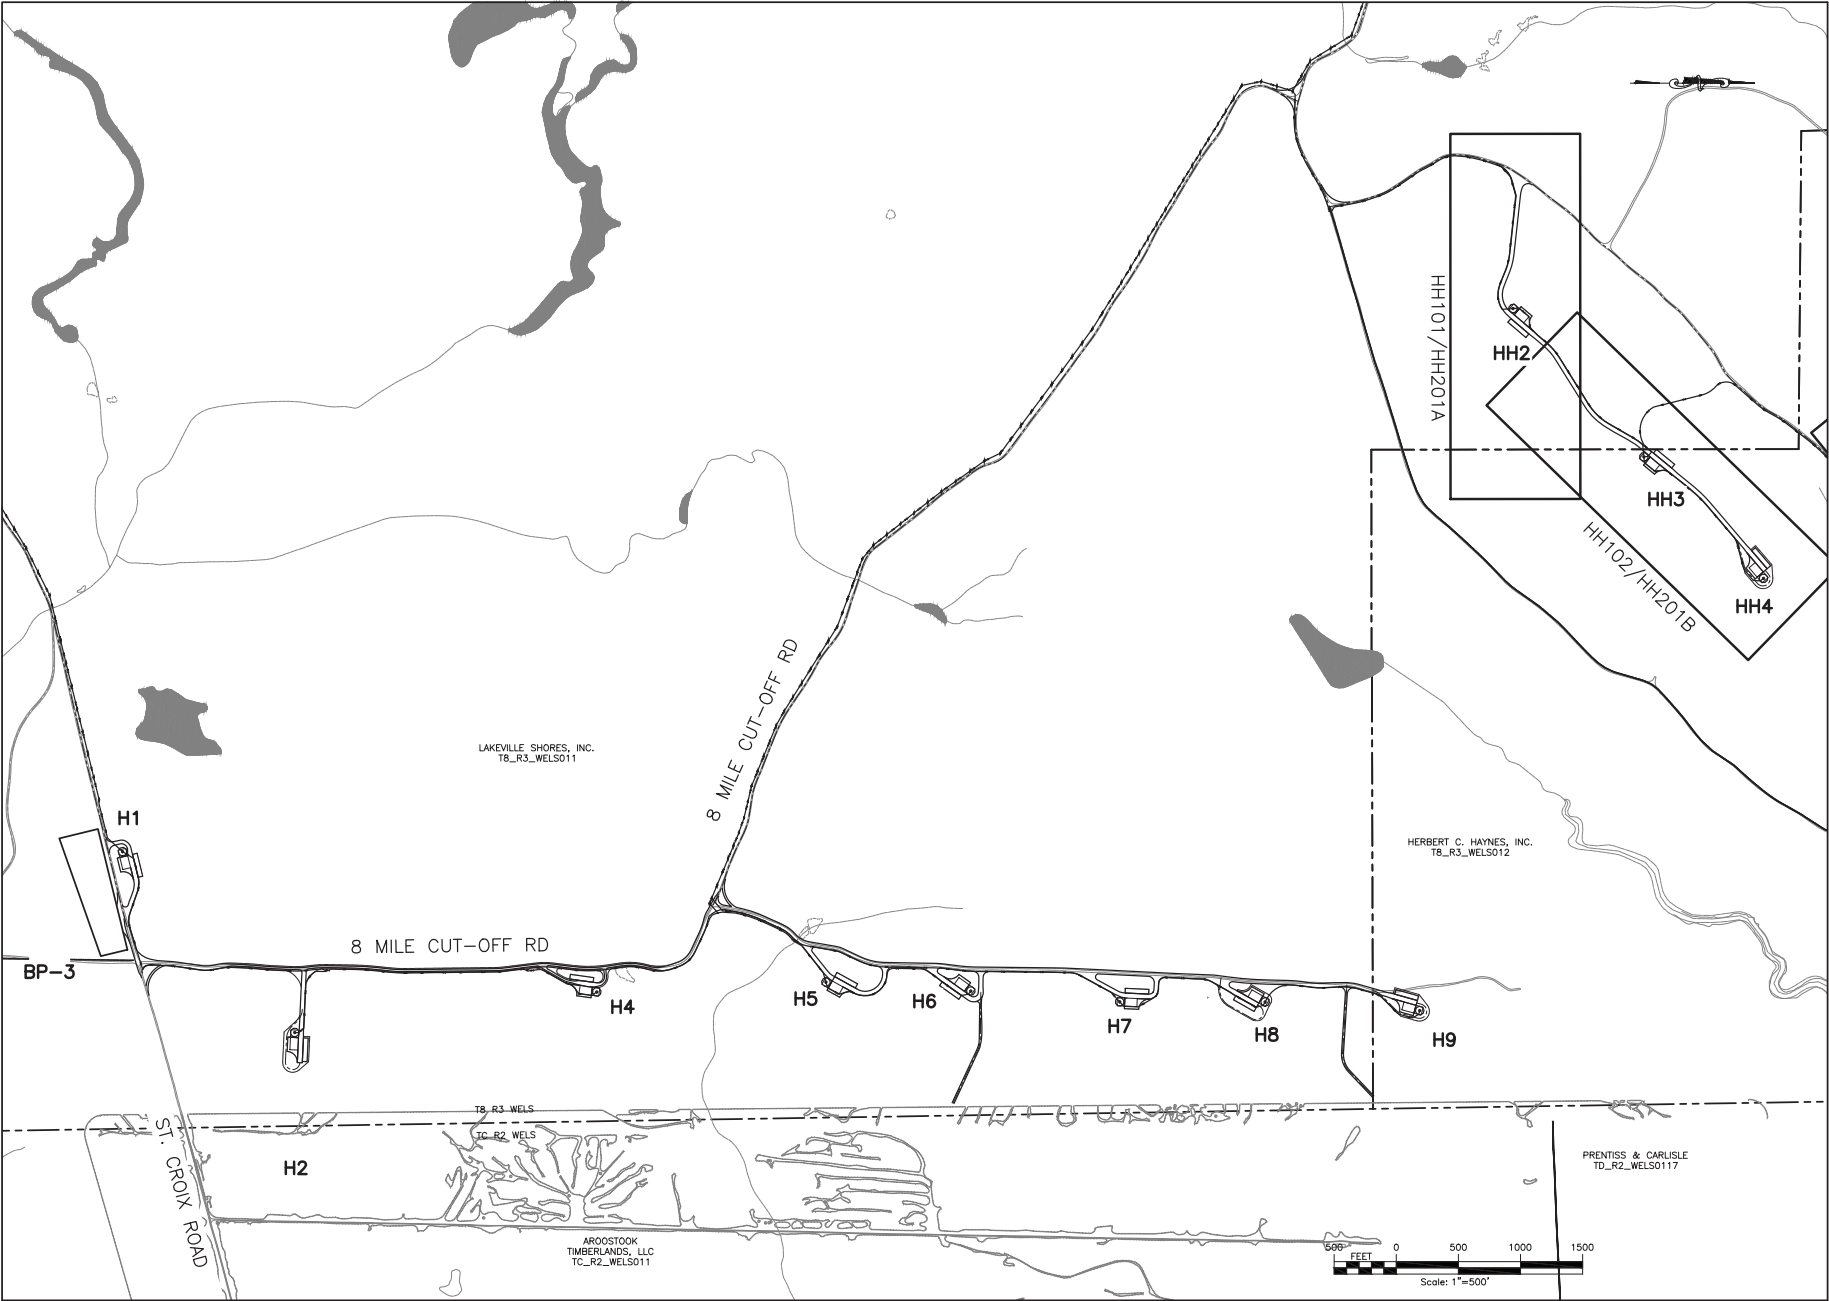 HH101/HH201A
HH2
HH3
HH102/HH201B
HH4
8 MILE CUT-OFF RD
LAKEVILLE SHORES, INC.
T8_R3_WELS011
H1
HERBERT C. HAYNES, INC.
T8_R3_WELS012
8 MILE CUT-OFF RD
BP-3
H4
H5
H6
H7
H8
H9
T8 R3 WELS
TC R2 WELS
ST. CROIX ROAD
H2
PRENTISS & CARLISLE
TD_R2_WELS0117
AROOSTOOK
TIMBERLANDS, LLC
TC_R2_WELS011
500 0 500 1000 1500
FEET
Scale: 1"=500'